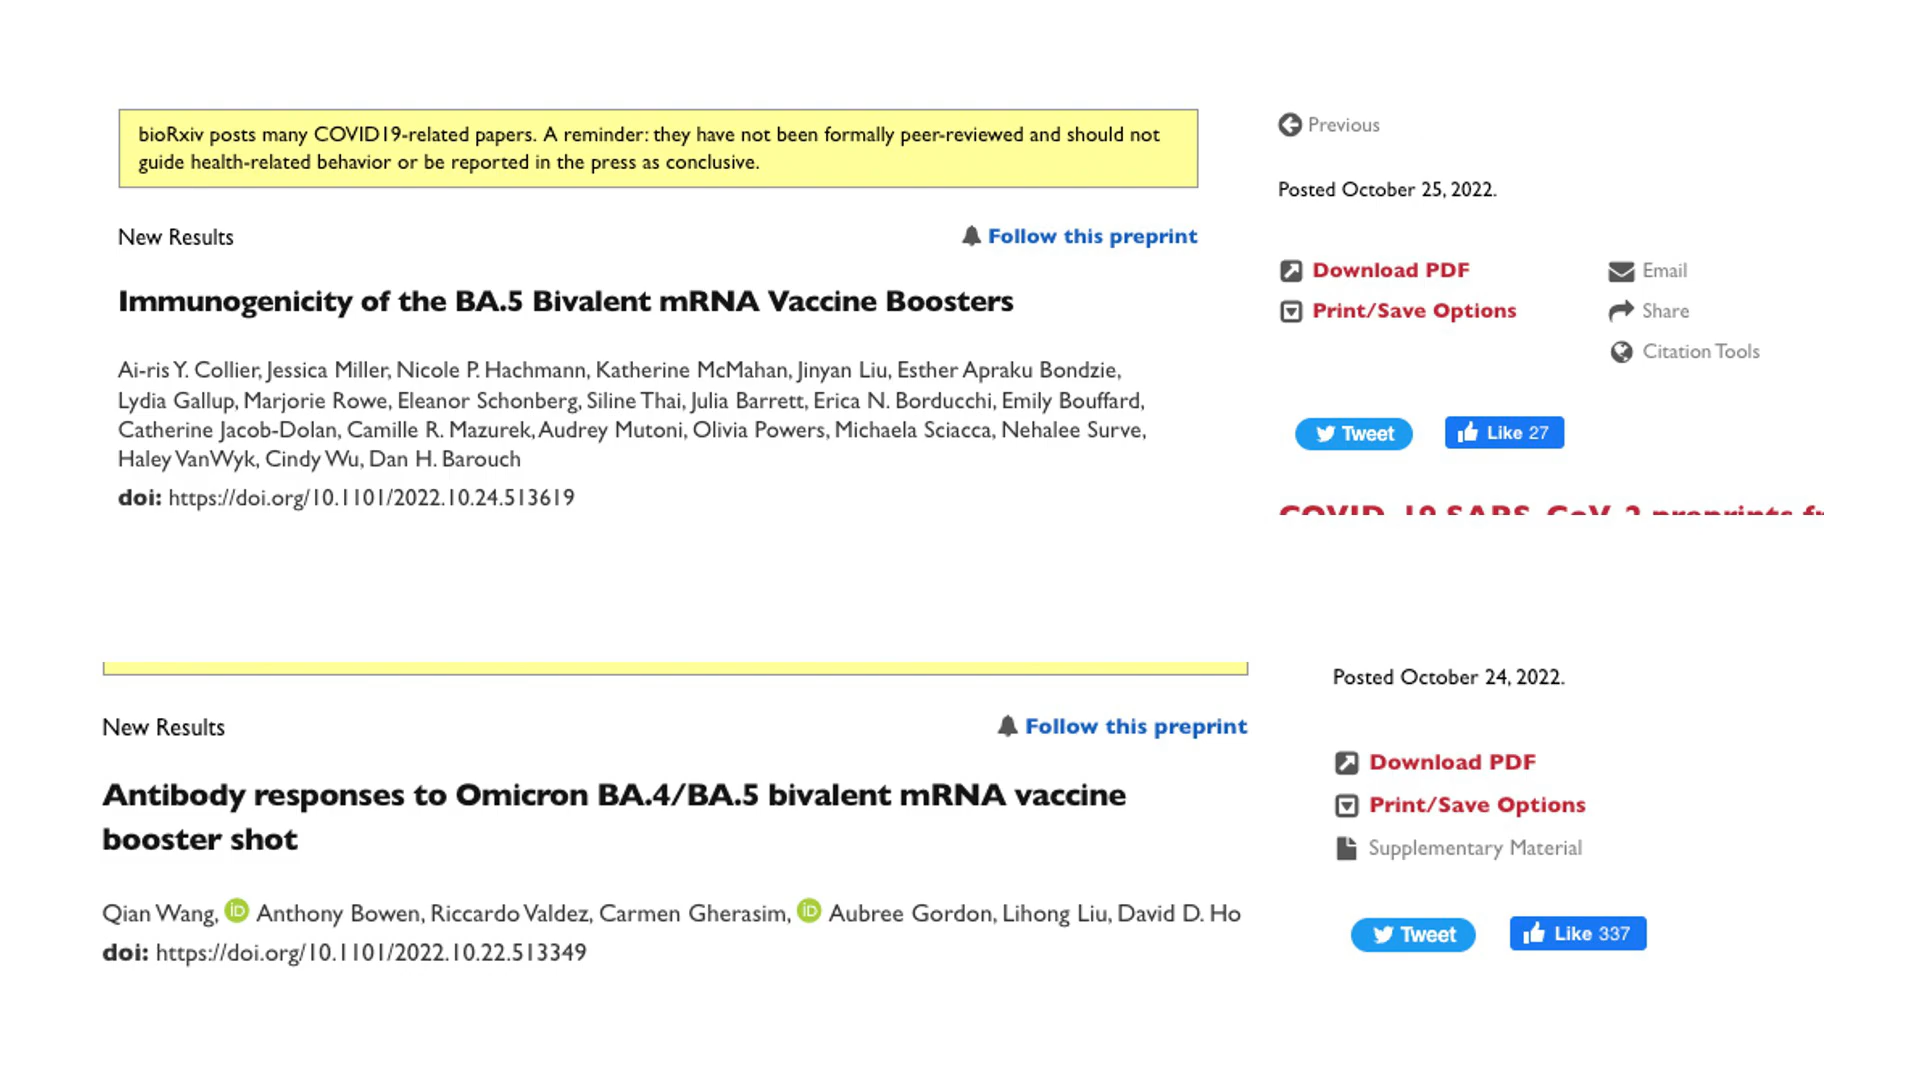 bioRxiv posts many COVID19-related papers. A reminder: they have not been formally peer-reviewed and should not
guide health-related behavior or be reported in the press as conclusive.
New Results
Follow this preprint
Immunogenicity of the BA.5 Bivalent mRNA Vaccine Boosters
Ai-ris Y. Collier, Jessica Miller, Nicole P. Hachmann, Katherine McMahan, Jinyan Liu, Esther Apraku Bondzie,
Lydia Gallup, Marjorie Rowe, Eleanor Schonberg, Siline Thai, Julia Barrett, Erica N. Borducchi, Emily Bouffard,
Catherine Jacob-Dolan, Camille R. Mazurek, Audrey Mutoni, Olivia Powers, Michaela Sciacca, Nehalee Surve,
Haley VanWyk, Cindy Wu, Dan H. Barouch
doi: https://doi.org/10.1101/2022.10.24.513619
Previous
Posted October 25, 2022.
Download PDF
Email
Print/Save Options
Share
Citation Tools
Tweet
Like 27
COVID-19 SARS-CoV-2 preprints
Posted October 24, 2022.
New Results
Follow this preprint
Antibody responses to Omicron BA.4/BA.5 bivalent mRNA vaccine
booster shot
Qian Wang, iD Anthony Bowen, Riccardo Valdez, Carmen Gherasim, iD Aubree Gordon, Lihong Liu, David D. Ho
doi: https://doi.org/10.1101/2022.10.22.513349
Download PDF
Print/Save Options
Supplementary Material
Tweet
Like 337